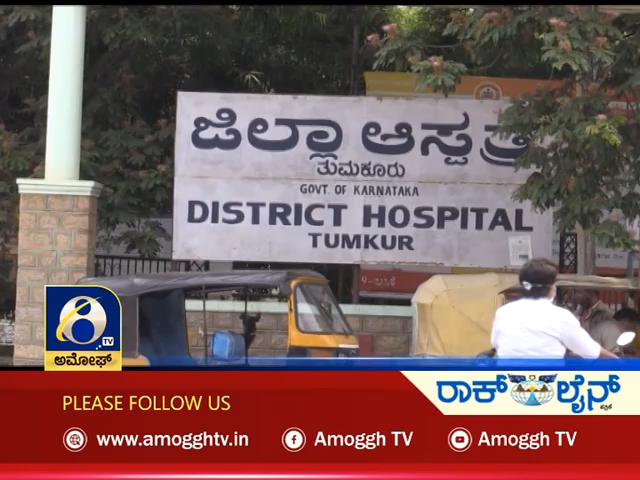 ಜಿಲ್ಲಾ ಆಸ್ಪತ್ರೆ
ತುಮಕೂರು
GOVT. OF KARNATAKA
DISTRICT HOSPITAL
TUMKUR
TV
ಅಮೋಘ್
PLEASE FOLLOW US
ರಾಕ್ ಲೈನ್
www.amogghtv.in
Amoggh TV
Amoggh TV